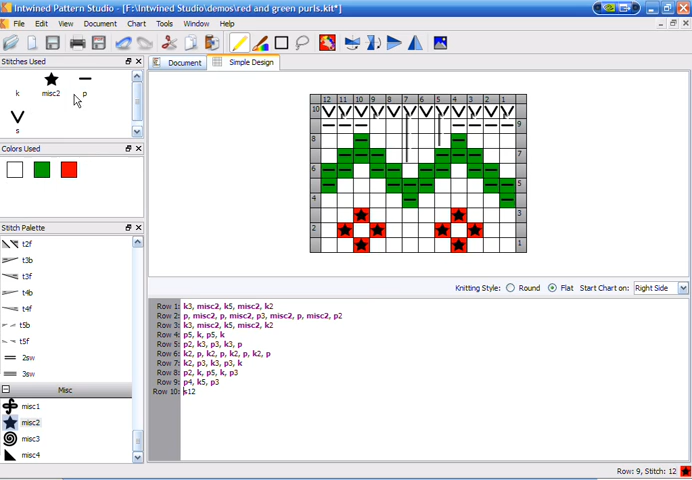 Intwined Pattern Studio - [F:\Intwined Studio\demos\red and green purls.kit*]
File Edit View Document Chart Tools Window Help
Stitches Used
k misc2 p
s
Colors Used
Stitch Palette
t2f
t3b
t3f
t4b
t4f
t5b
t5f
2sw
3sw
Misc
misc1
misc2
misc3
misc4
Document Simple Design
12 11 10 9 8 7 6 5 4 3 2 1
10
9
8
7
6
5
4
3
2
1
Knitting Style: Round Flat Start Chart on: Right Side
Row 1: k3, misc2, k5, misc2, k2
Row 2: p, misc2, p, misc2, p3, misc2, p, misc2, p2
Row 3: k3, misc2, k5, misc2, k2
Row 4: p5, k, p5, k
Row 5: p2, k3, p3, k3, p
Row 6: k2, p, k2, p, k2, p, k2, p
Row 7: k2, p3, k3, p3, k
Row 8: p2, k, p5, k, p3
Row 9: p4, k5, p3
Row 10: s12
Row: 9, Stitch: 12